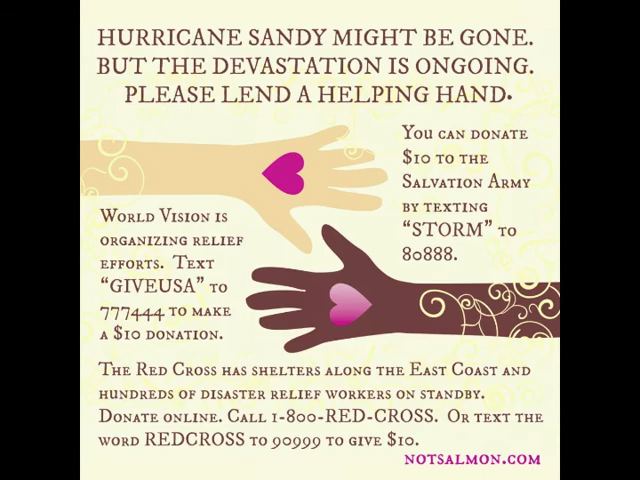 HURRICANE SANDY MIGHT BE GONE.
BUT THE DEVASTATION IS ONGOING.
PLEASE LEND A HELPING HAND.
You can donate
$10 to the
Salvation Army
by texting
“STORM” to
80888.
World Vision is
organizing relief
efforts. Text
“GIVEUSA” to
777444 to make
a $10 donation.
The Red Cross has shelters along the East Coast and
hundreds of disaster relief workers on standby.
Donate online. Call 1-800-RED-CROSS. Or text the
word REDCROSS to 90999 to give $10.
notsalmon.com